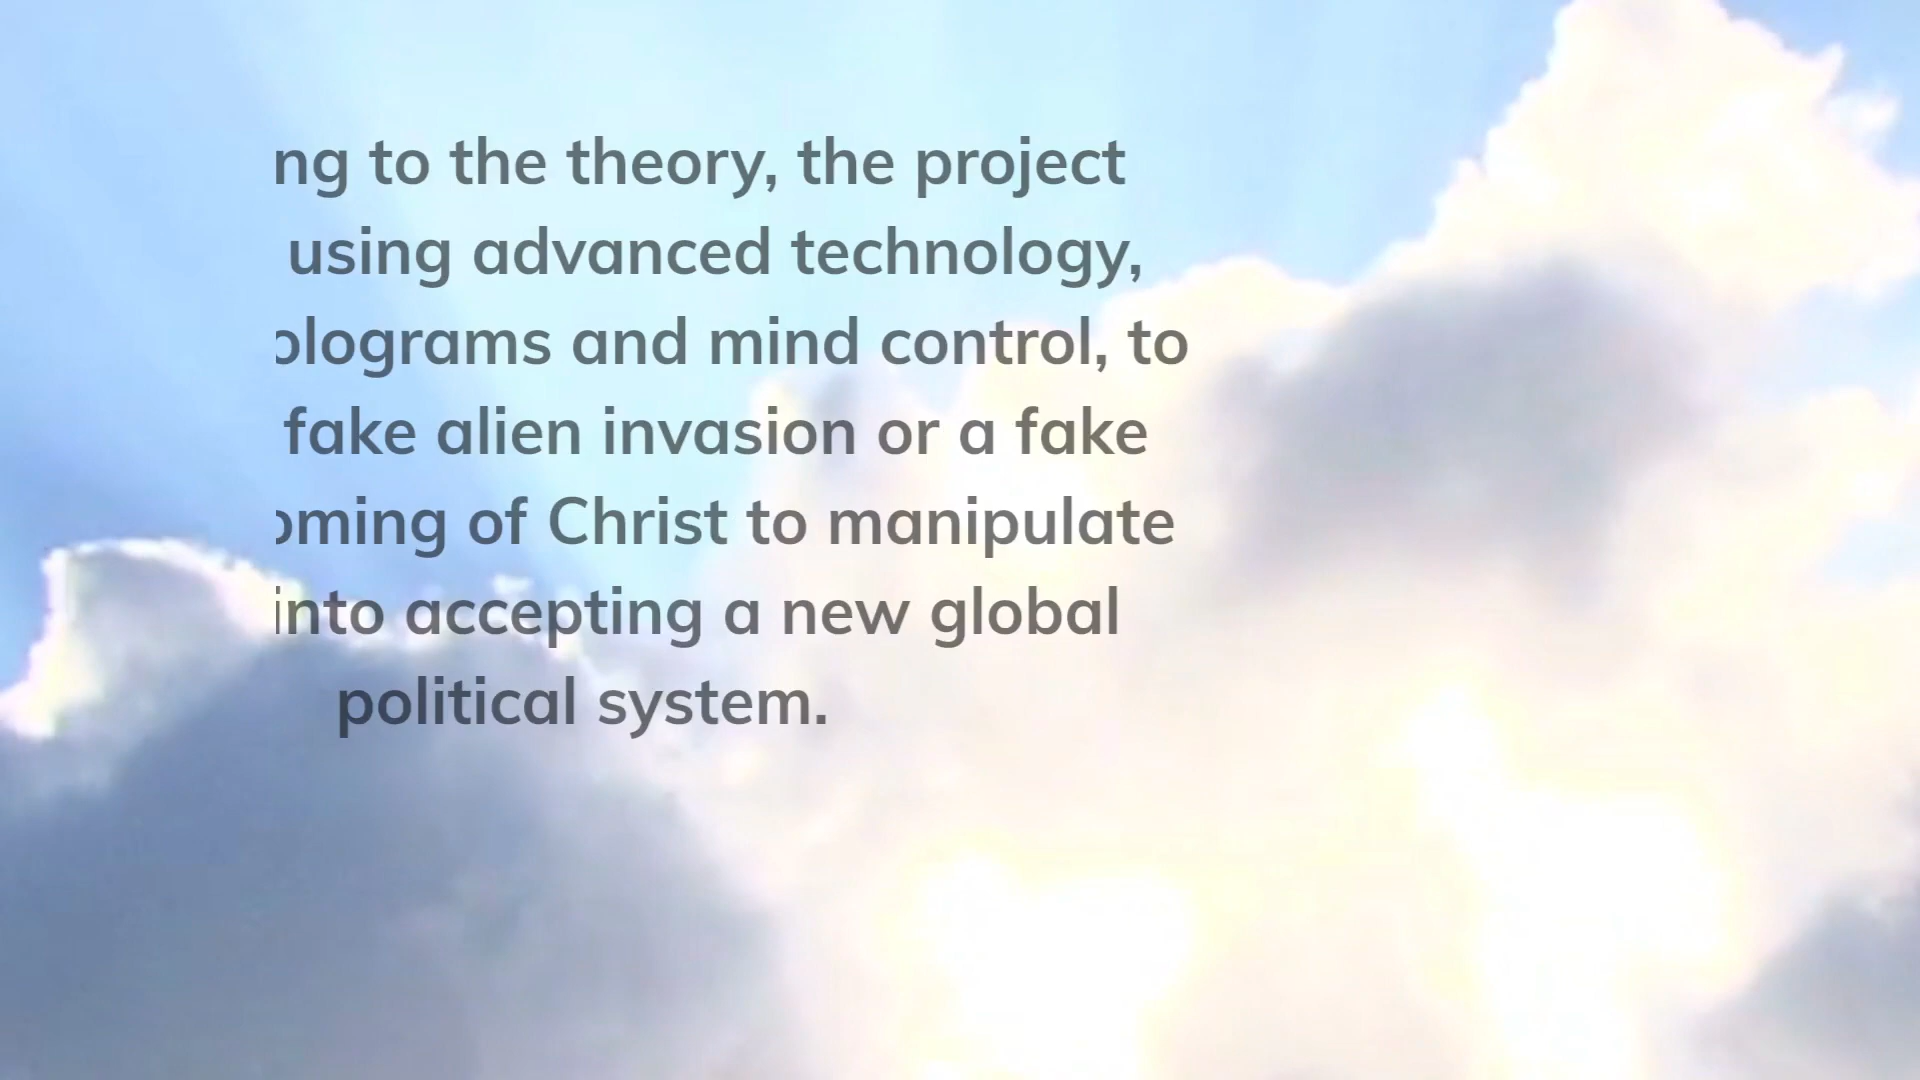 ng to the theory, the project
using advanced technology,
olograms and mind control, to
fake alien invasion or a fake
oming of Christ to manipulate
into accepting a new global
political system.